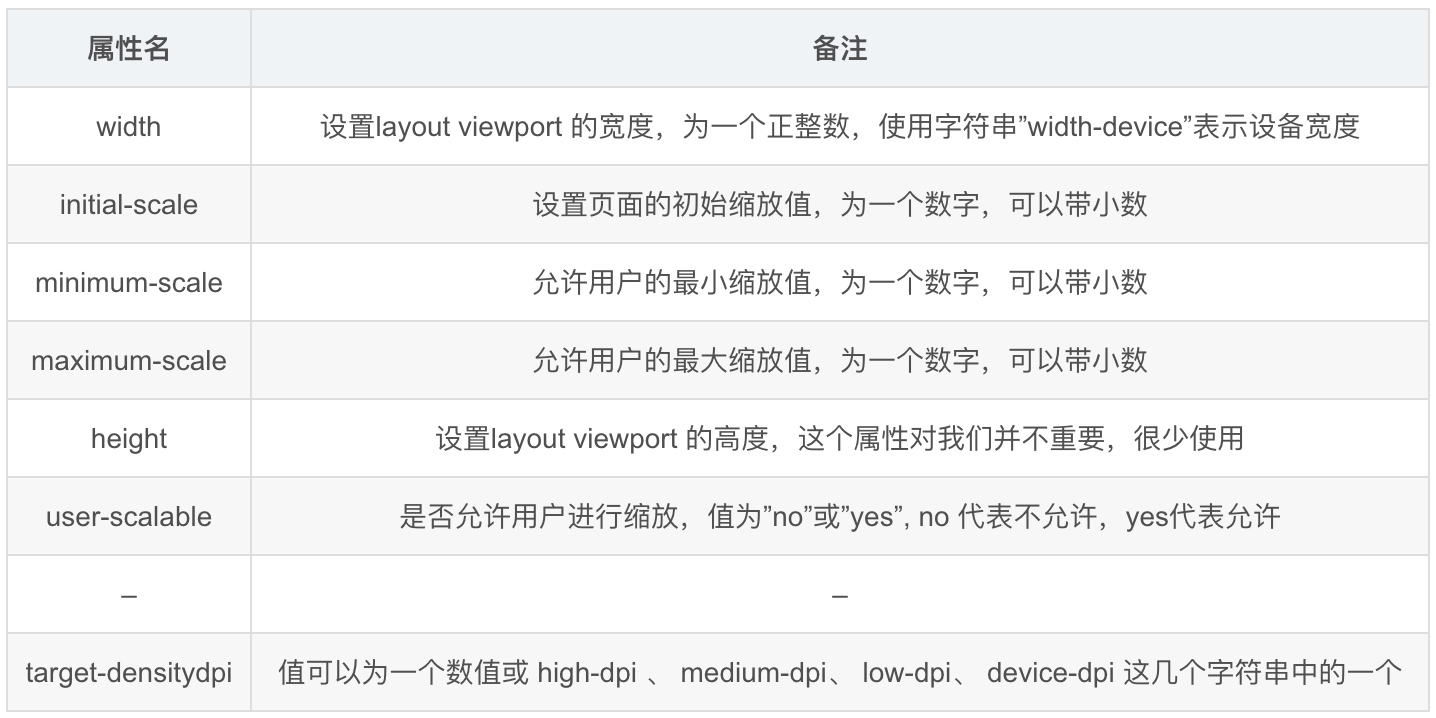 属性名 备注
width 设置layout viewport 的宽度，为一个正整数，使用字符串”width-device”表示设备宽度
initial-scale 设置页面的初始缩放值，为一个数字，可以带小数
minimum-scale 允许用户的最小缩放值，为一个数字，可以带小数
maximum-scale 允许用户的最大缩放值，为一个数字，可以带小数
height 设置layout viewport 的高度，这个属性对我们并不重要，很少使用
user-scalable 是否允许用户进行缩放，值为”no”或”yes”, no 代表不允许，yes代表允许
– –
target-densitydpi 值可以为一个数值或 high-dpi 、 medium-dpi、 low-dpi、 device-dpi 这几个字符串中的一个